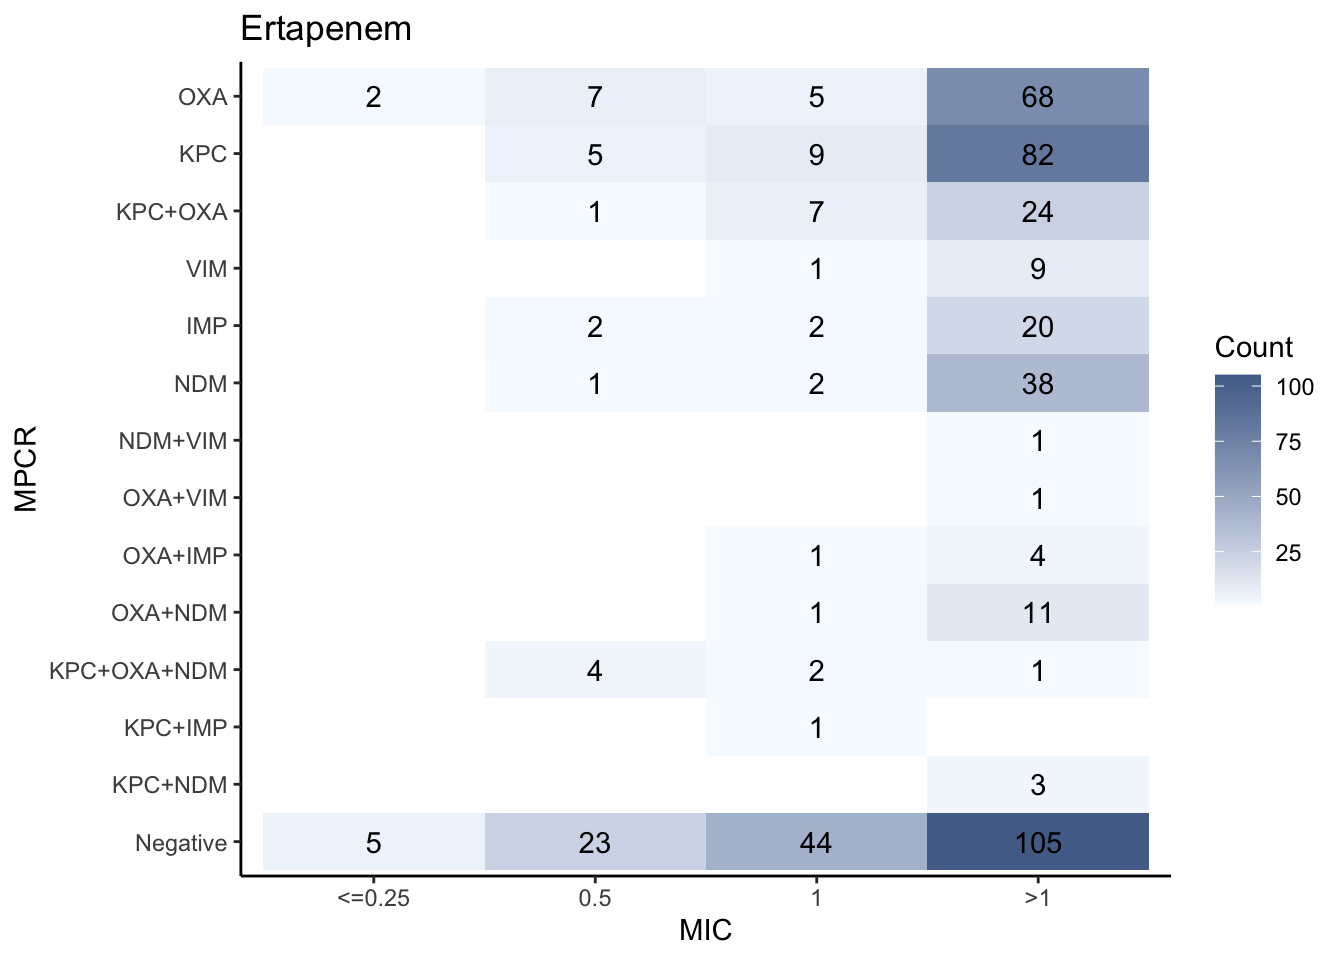 Ertapenem
OXA 2 7 5 68
KPC 5 9 82
KPC+OXA 1 7 24
VIM 1 9
IMP 2 2 20
NDM 1 2 38
NDM+VIM 1
OXA+VIM 1
OXA+IMP 1 4
OXA+NDM 1 11
KPC+OXA+NDM 4 2 1
KPC+IMP 1
KPC+NDM 3
Negative 5 23 44 105
<=0.25 0.5 1 >1
MIC
MPCR
Count
100
75
50
25